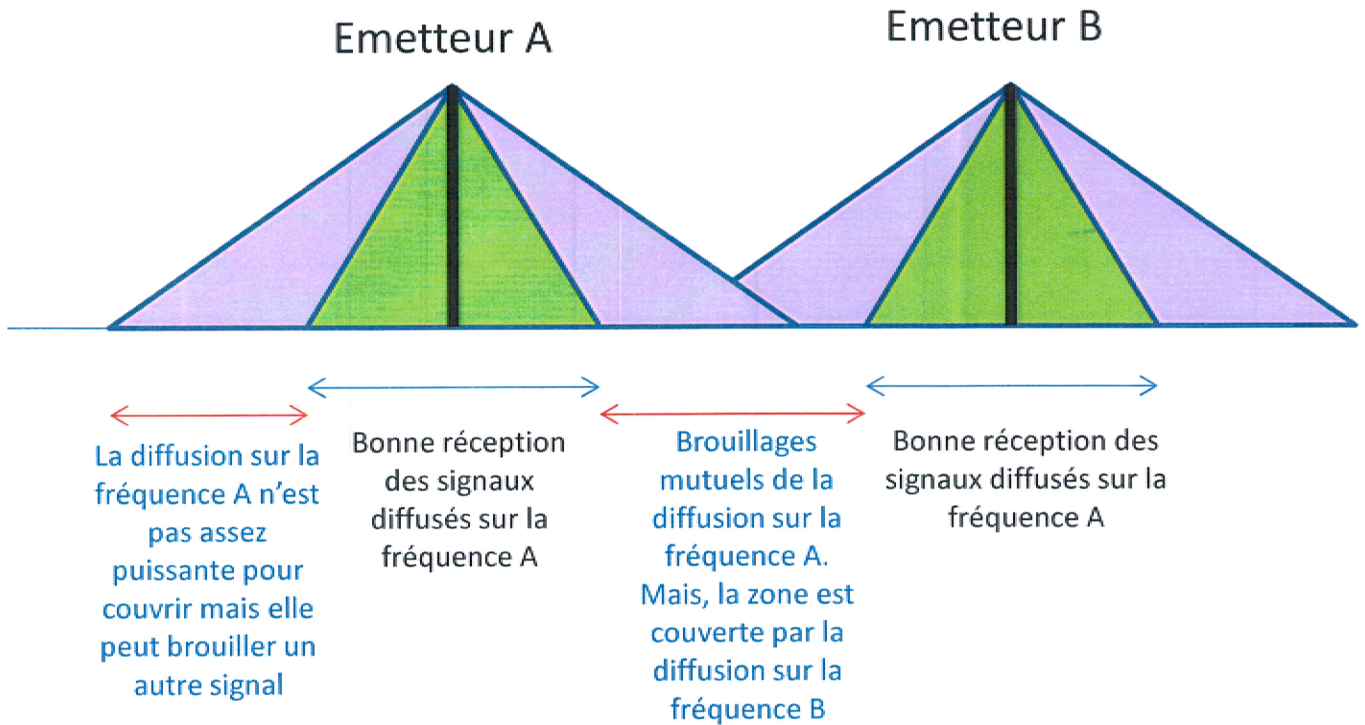 Emetteur A
Emetteur B
La diffusion sur la
fréquence A n'est
pas assez
puissante pour
couvrir mais elle
peut brouiller un
autre signal
Bonne réception
des signaux
diffusés sur la
fréquence A
Brouillages
mutuels de la
diffusion sur la
fréquence A.
Mais, la zone est
couverte par la
diffusion sur la
fréquence B
Bonne réception des
signaux diffusés sur la
fréquence A